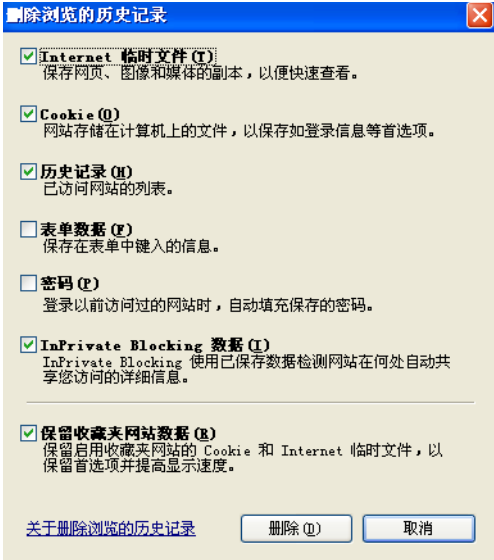 删除浏览的历史记录
Internet 临时文件(T)
保存网页、图像和媒体的副本，以便快速查看。
Cookie(O)
网站存储在计算机上的文件，以保存如登录信息等首选项。
历史记录(H)
已访问网站的列表。
表单数据(F)
保存在表单中键入的信息。
密码(P)
登录以前访问过的网站时，自动填充保存的密码。
InPrivate Blocking 数据(I)
InPrivate Blocking 使用已保存数据检测网站在何处自动共
享您访问的详细信息。
保留收藏夹网站数据(R)
保留启用收藏夹网站的 Cookie 和 Internet 临时文件，以
保留首选项并提高显示速度。
关于删除浏览的历史记录
删除(D)
取消